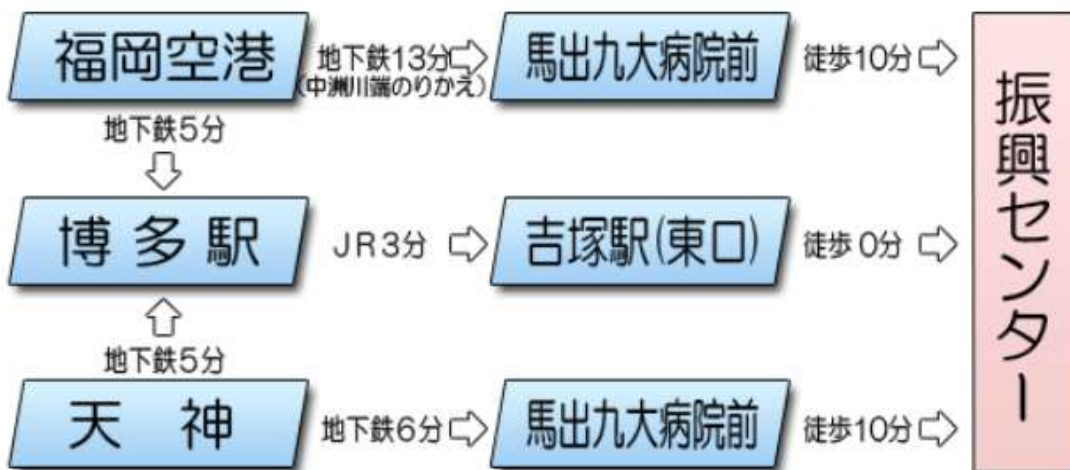 福岡空港
地下鉄13分
(中洲川端のりかえ)
馬出九大病院前
徒歩10分
地下鉄5分
博多駅
JR3分
吉塚駅(東口)
徒歩0分
地下鉄5分
天神
地下鉄6分
馬出九大病院前
徒歩10分
振興センター